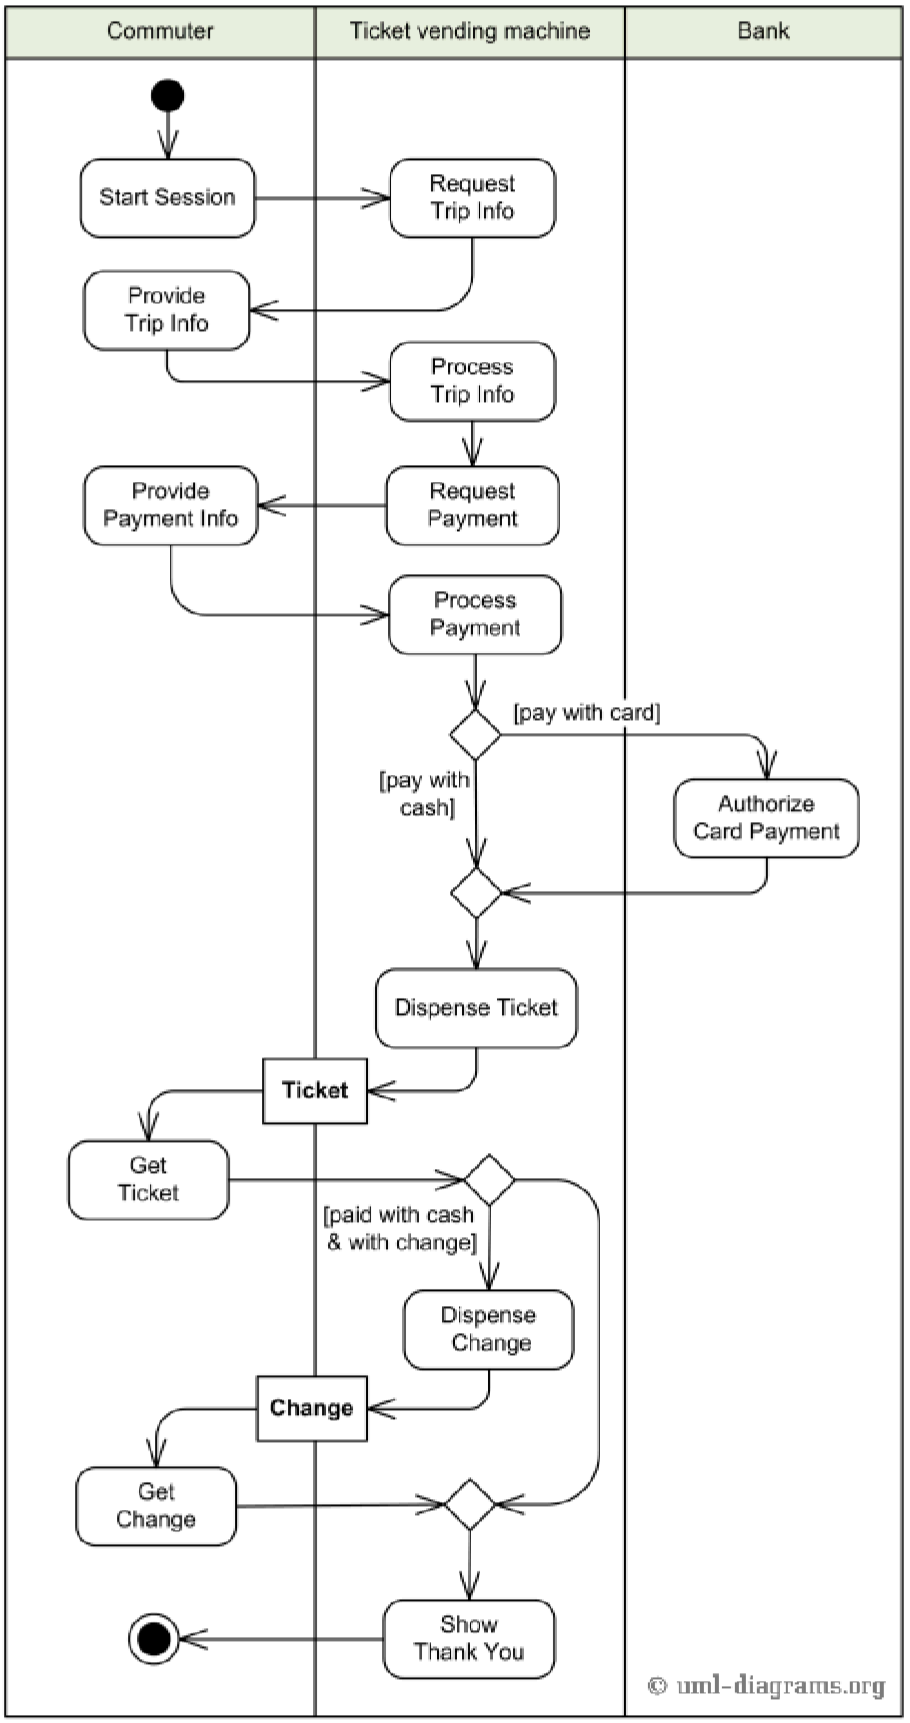 Commuter
Ticket vending machine
Bank
Start Session
Request
Trip Info
Provide
Trip Info
Process
Trip Info
Provide
Payment Info
Request
Payment
Process
Payment
[pay with card]
[pay with
cash]
Authorize
Card Payment
Dispense Ticket
Ticket
Get
Ticket
[paid with cash
& with change]
Dispense
Change
Change
Get
Change
Show
Thank You
© uml-diagrams.org